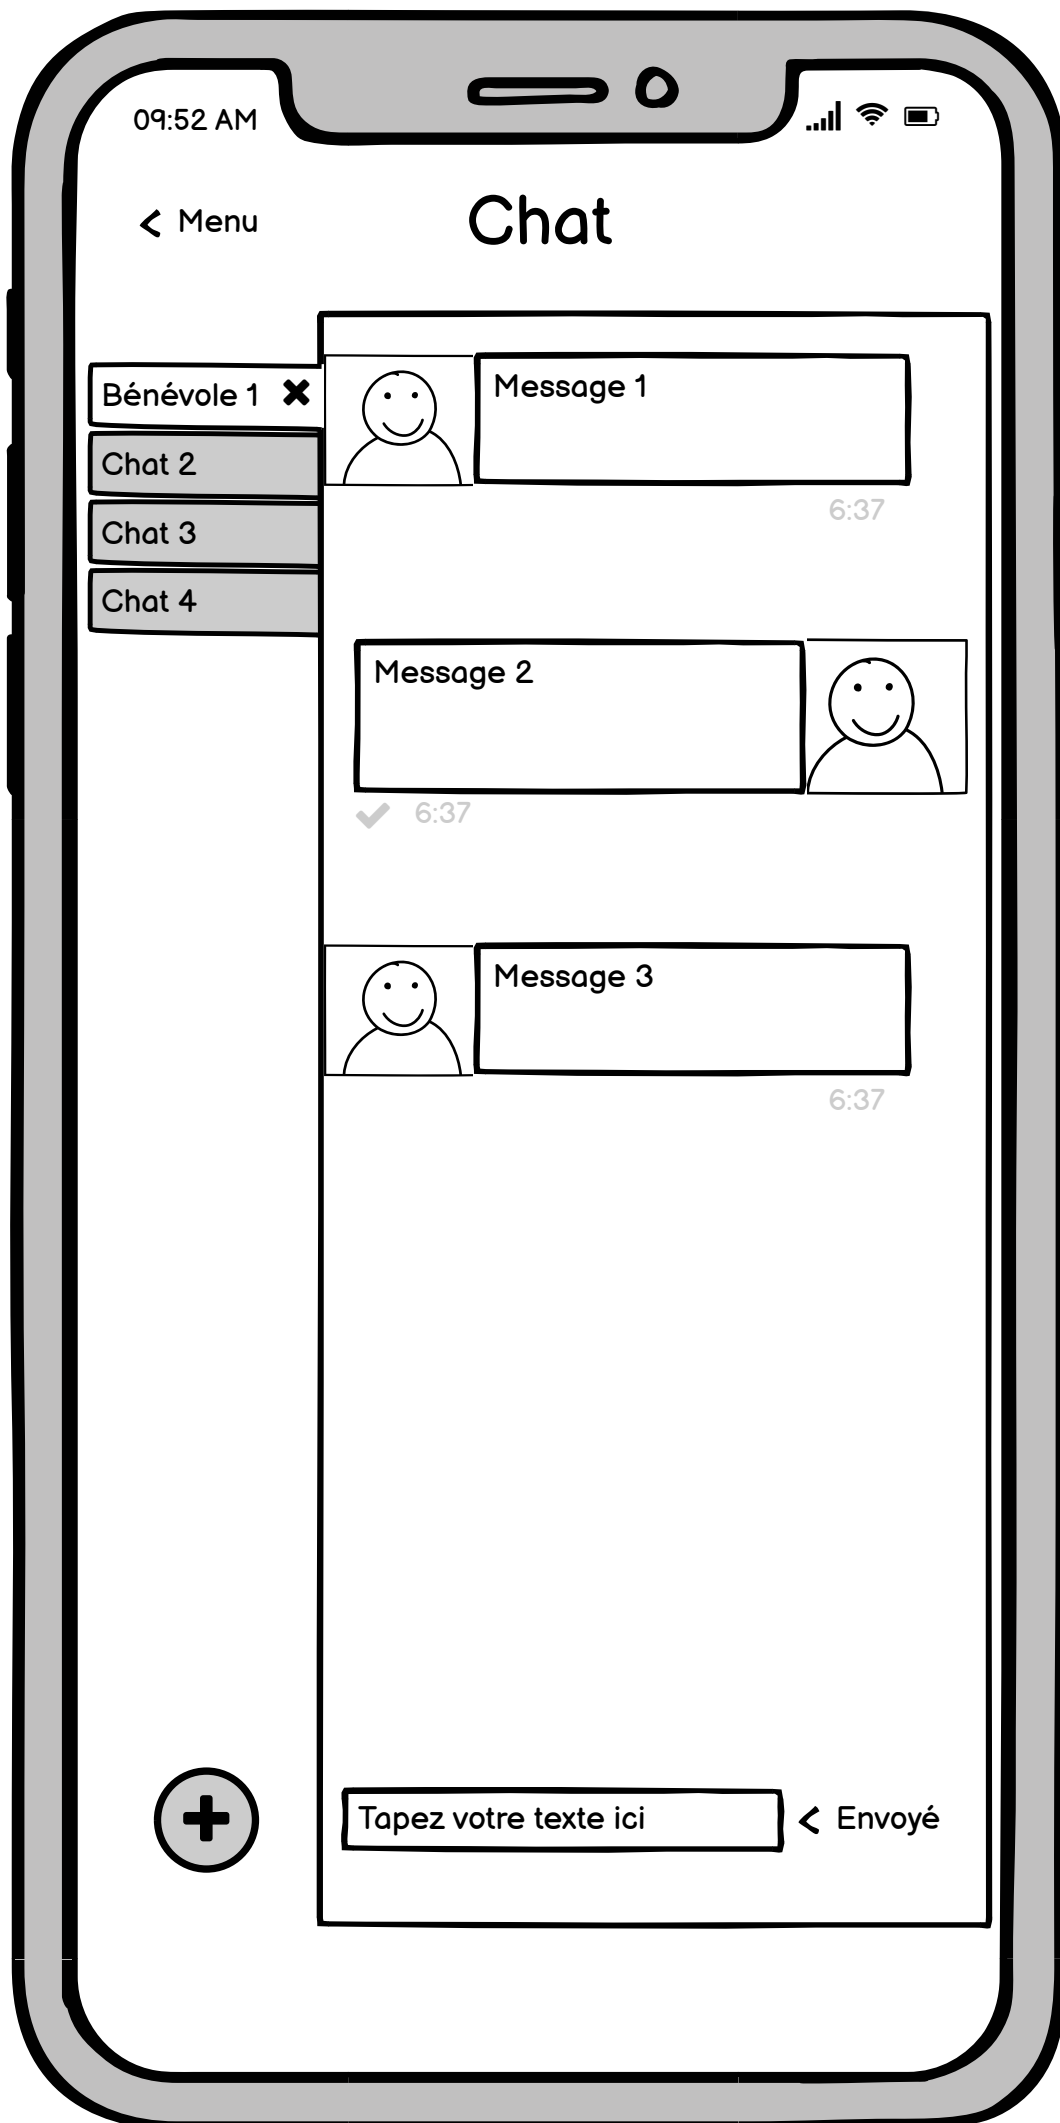 09:52 AM
Menu
Chat
Bénévole 1
Chat 2
Chat 3
Chat 4
Message 1
6:37
Message 2
6:37
Message 3
6:37
Tapez votre texte ici
Envoyé